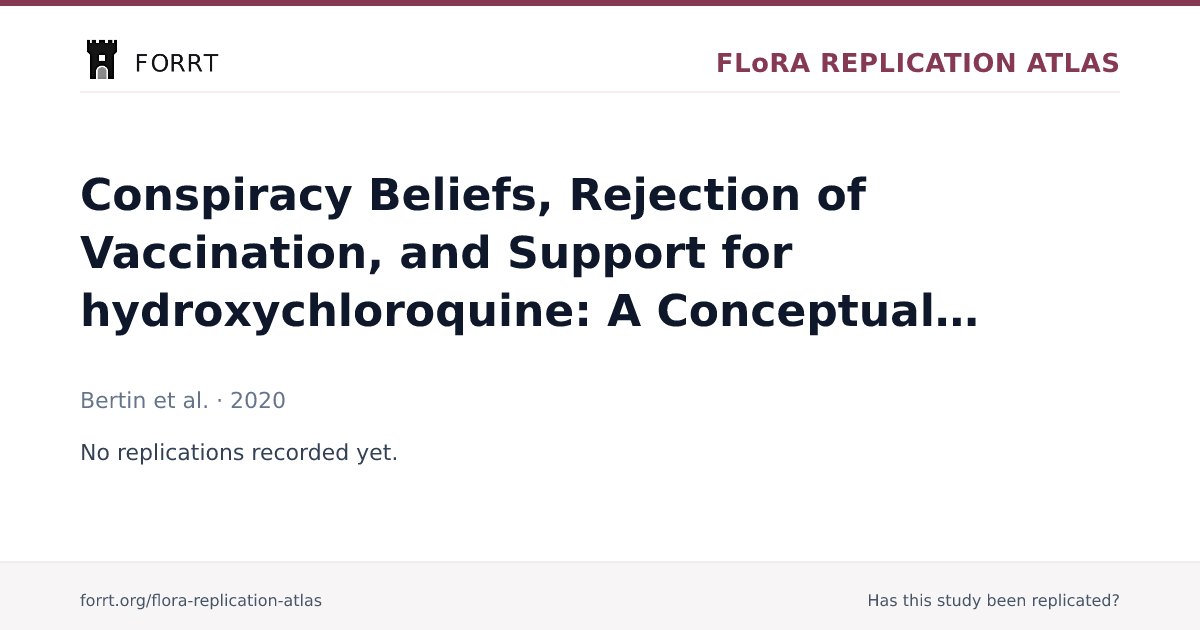 FORRT
FLoRA REPLICATION ATLAS
Conspiracy Beliefs, Rejection of
Vaccination, and Support for
hydroxychloroquine: A Conceptual…
Bertin et al. · 2020
No replications recorded yet.
forrt.org/flora-replication-atlas
Has this study been replicated?